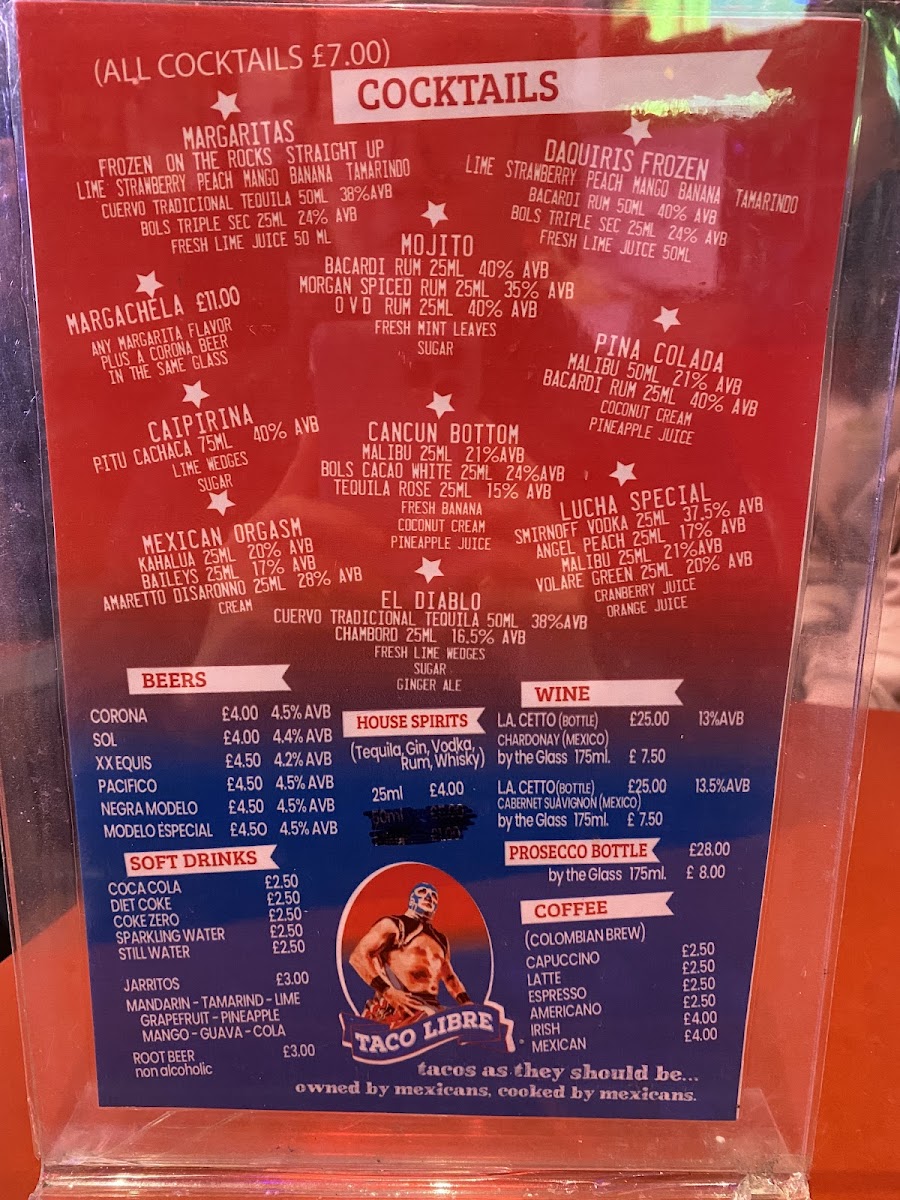 (ALL COCKTAILS £7.00)
COCKTAILS
MARGARITAS
FROZEN ON THE ROCKS STRAIGHT UP
LIME STRAWBERRY PEACH MANGO BANANA TAMARINDO
CUERVO TRADICIONAL TEQUILA 50ML 38%AVB
BOLS TRIPLE SEC 25ML 24% AVB
FRESH LIME JUICE 50 ML
DAQUIRIS FROZEN
LIME STRAWBERRY PEACH MANGO BANANA TAMARINDO
BACARDI RUM 50ML 40% AVB
BOLS TRIPLE SEC 25ML 24% AVB
FRESH LIME JUICE 50ML
MOJITO
BACARDI RUM 25ML 40% AVB
MORGAN SPICED RUM 25ML 35% AVB
O V D RUM 25ML 40% AVB
FRESH MINT LEAVES
SUGAR
MARGACHELA £11.00
ANY MARGARITA FLAVOR
PLUS A CORONA BEER
IN THE SAME GLASS
PINA COLADA
MALIBU 50ML 21% AVB
BACARDI RUM 25ML 40% AVB
COCONUT CREAM
PINEAPPLE JUICE
CAIPIRINA
PITU CACHACA 75ML 40% AVB
LIME WEDGES
SUGAR
CANCUN BOTTOM
MALIBU 25ML 21%AVB
BOLS CACAO WHITE 25ML 24%AVB
TEQUILA ROSE 25ML 15% AVB
FRESH BANANA
COCONUT CREAM
PINEAPPLE JUICE
LUCHA SPECIAL
SMIRNOFF VODKA 25ML 37.5% AVB
ANGEL PEACH 25ML 17% AVB
MALIBU 25ML 21%AVB
VOLARE GREEN 25ML 20% AVB
CRANBERRY JUICE
ORANGE JUICE
MEXICAN ORGASM
KAHALUA 25ML 20% AVB
BAILEYS 25ML 17% AVB
AMARETTO DISARONNO 25ML 28% AVB
CREAM
EL DIABLO
CUERVO TRADICIONAL TEQUILA 50ML 38%AVB
CHAMBORD 25ML 16.5% AVB
FRESH LIME WEDGES
SUGAR
GINGER ALE
BEERS
CORONA £4.00 4.5% AVB
SOL £4.00 4.4% AVB
XX EQUIS £4.50 4.2% AVB
PACIFICO £4.50 4.5% AVB
NEGRA MODELO £4.50 4.5% AVB
MODELO ESPECIAL £4.50 4.5% AVB
HOUSE SPIRITS
(Tequila, Gin, Vodka,
Rum, Whisky)
25ml £4.00
WINE
L.A. CETTO (BOTTLE) £25.00 13%AVB
CHARDONAY (MEXICO)
by the Glass 175ml. £ 7.50
L.A. CETTO(BOTTLE) £25.00 13.5%AVB
CABERNET SUAVIGNON (MEXICO)
by the Glass 175ml. £ 7.50
PROSECCO BOTTLE £28.00
by the Glass 175ml. £ 8.00
SOFT DRINKS
COCA COLA £2.50
DIET COKE £2.50
COKE ZERO £2.50
SPARKLING WATER £2.50
STILL WATER £2.50
JARRITOS £3.00
MANDARIN - TAMARIND - LIME
GRAPEFRUIT - PINEAPPLE
MANGO - GUAVA - COLA
ROOT BEER £3.00
non alcoholic
COFFEE
(COLOMBIAN BREW)
CAPUCCINO £2.50
LATTE £2.50
ESPRESSO £2.50
AMERICANO £2.50
IRISH £4.00
MEXICAN £4.00
TACO LIBRE
tacos as they should be...
owned by mexicans, cooked by mexicans.